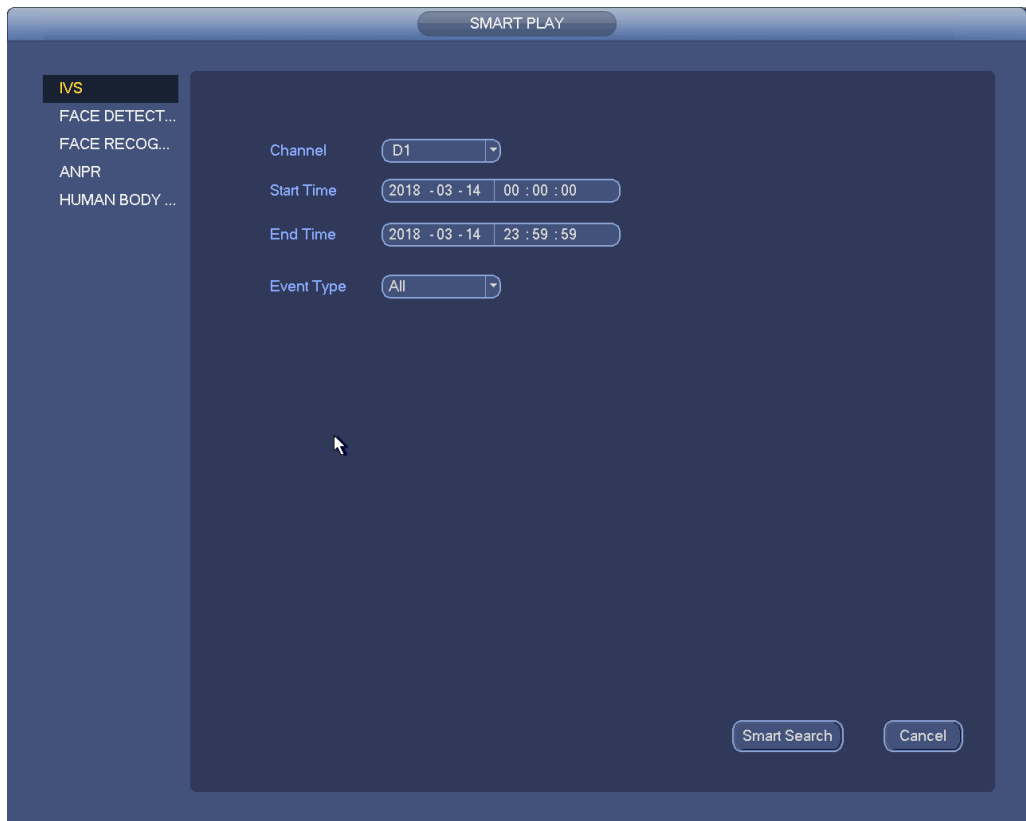 SMART PLAY
IVS
FACE DETECT...
FACE RECOG...
ANPR
HUMAN BODY ...
Channel D1
Start Time 2018 - 03 - 14 00 : 00 : 00
End Time 2018 - 03 - 14 23 : 59 : 59
Event Type All
Smart Search Cancel